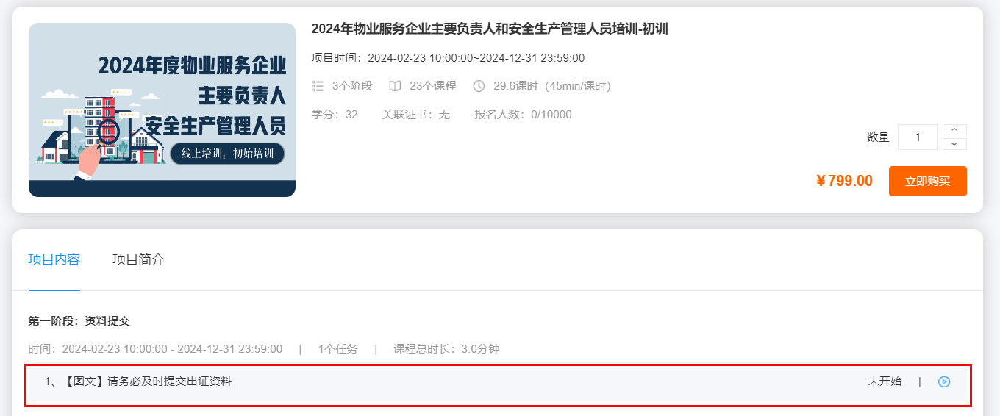 2024年度物业服务企业
主要负责人
安全生产管理人员
线上培训：初始培训
2024年物业服务企业主要负责人和安全生产管理人员培训-初训
项目时间：2024-02-23 10:00:00~2024-12-31 23:59:00
3个阶段 23个课程 29.6课时（45min/课时）
学分：32 关联证书：无 报名人数：0/10000
数量 1
￥799.00 立即购买
项目内容 项目简介
第一阶段：资料提交
时间：2024-02-23 10:00:00 - 2024-12-31 23:59:00 | 1个任务 | 课程总时长：3.0分钟
1、【图文】请务必及时提交出证资料 未开始 |